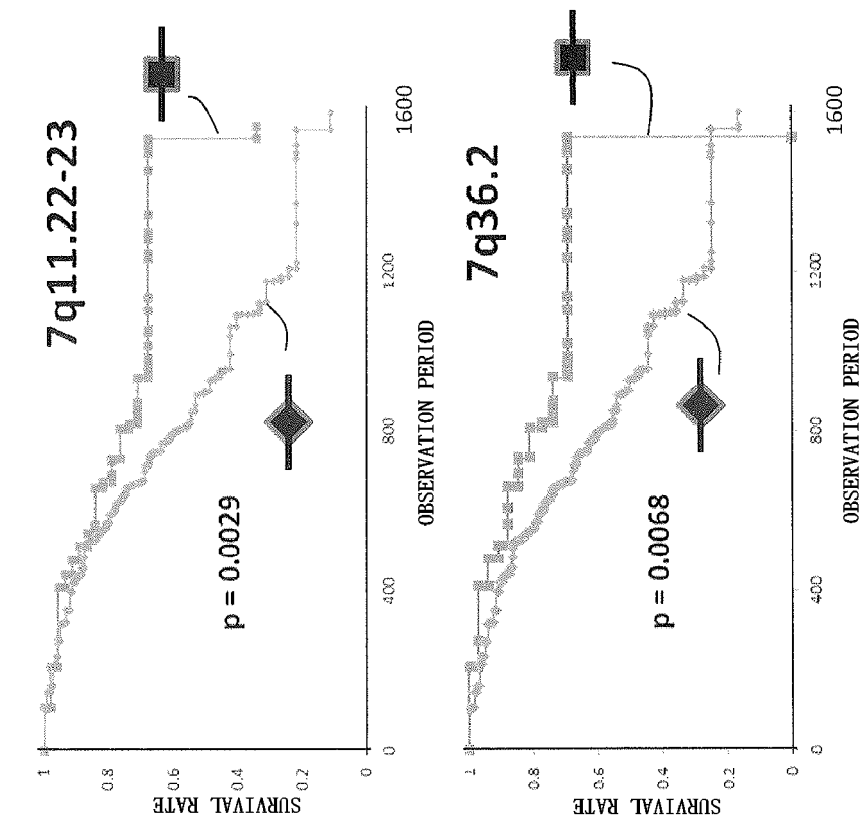 7q11.22-23
1
0.8
0.6
0.4
0.2
0
SURVIVAL RATE
p = 0.0029
0
400
800
1200
1600
OBSERVATION PERIOD
7q36.2
1
0.8
0.6
0.4
0.2
0
SURVIVAL RATE
p = 0.0068
0
400
800
1200
1600
OBSERVATION PERIOD